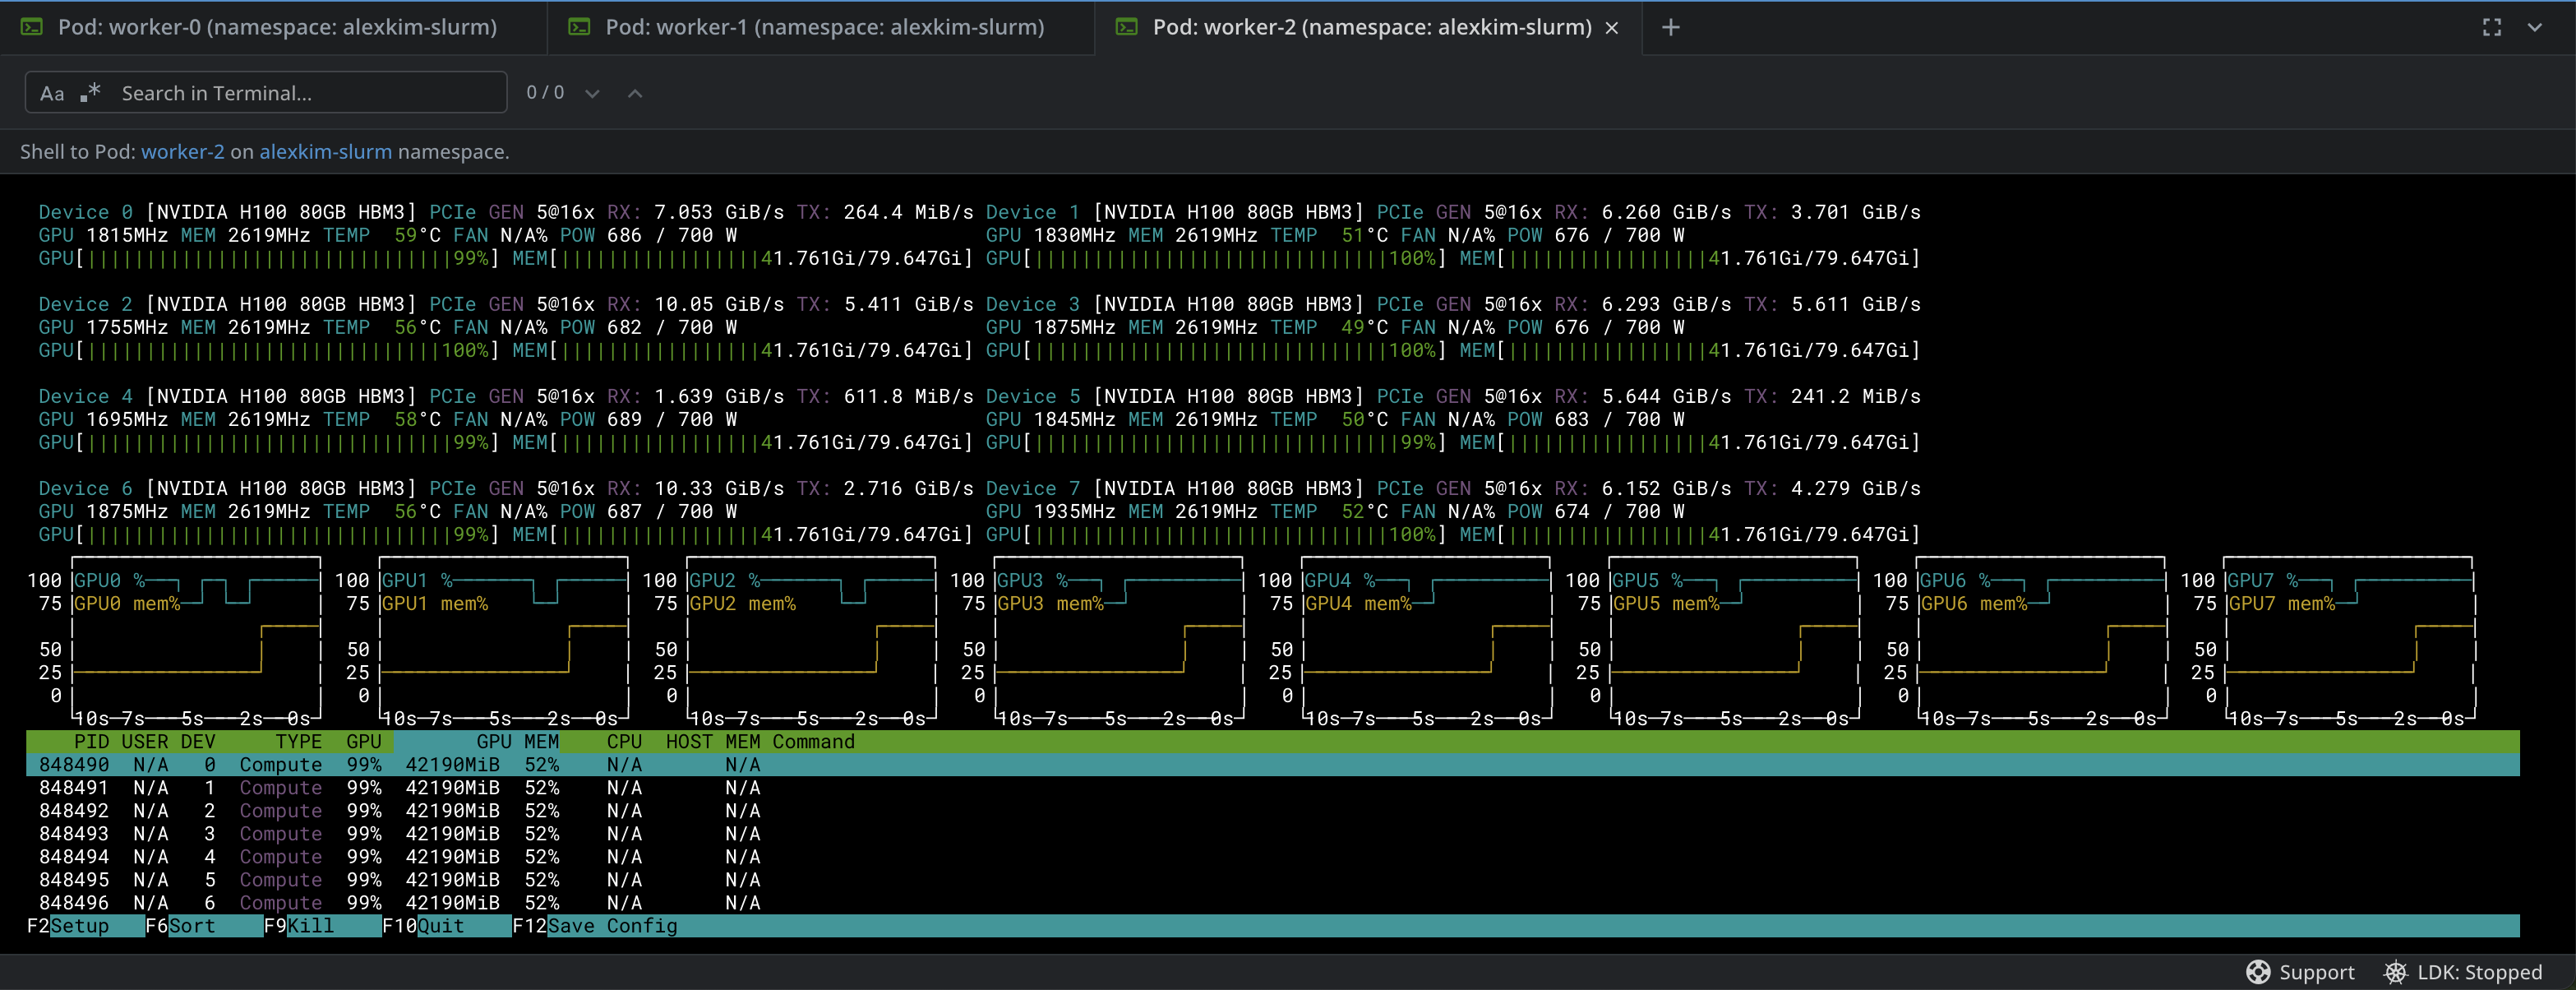 Pod: worker-0 (namespace: alexkim-slurm) Pod: worker-1 (namespace: alexkim-slurm) Pod: worker-2 (namespace: alexkim-slurm) × +
Aa .* Search in Terminal... 0 / 0
Shell to Pod: worker-2 on alexkim-slurm namespace.
Device 0 [NVIDIA H100 80GB HBM3] PCIe GEN 5@16x RX: 7.053 GiB/s TX: 264.4 MiB/s Device 1 [NVIDIA H100 80GB HBM3] PCIe GEN 5@16x RX: 6.260 GiB/s TX: 3.701 GiB/s
GPU 1815MHz MEM 2619MHz TEMP 59°C FAN N/A% POW 686 / 700 W GPU 1830MHz MEM 2619MHz TEMP 51°C FAN N/A% POW 676 / 700 W
GPU[|||||||||||||||||||||||||||||||99%] MEM[|||||||||||||||||41.761Gi/79.647Gi] GPU[||||||||||||||||||||||||||||||100%] MEM[|||||||||||||||||41.761Gi/79.647Gi]
Device 2 [NVIDIA H100 80GB HBM3] PCIe GEN 5@16x RX: 10.05 GiB/s TX: 5.411 GiB/s Device 3 [NVIDIA H100 80GB HBM3] PCIe GEN 5@16x RX: 6.293 GiB/s TX: 5.611 GiB/s
GPU 1755MHz MEM 2619MHz TEMP 56°C FAN N/A% POW 682 / 700 W GPU 1875MHz MEM 2619MHz TEMP 49°C FAN N/A% POW 676 / 700 W
GPU[||||||||||||||||||||||||||||||100%] MEM[|||||||||||||||||41.761Gi/79.647Gi] GPU[||||||||||||||||||||||||||||||100%] MEM[|||||||||||||||||41.761Gi/79.647Gi]
Device 4 [NVIDIA H100 80GB HBM3] PCIe GEN 5@16x RX: 1.639 GiB/s TX: 611.8 MiB/s Device 5 [NVIDIA H100 80GB HBM3] PCIe GEN 5@16x RX: 5.644 GiB/s TX: 241.2 MiB/s
GPU 1695MHz MEM 2619MHz TEMP 58°C FAN N/A% POW 689 / 700 W GPU 1845MHz MEM 2619MHz TEMP 50°C FAN N/A% POW 683 / 700 W
GPU[|||||||||||||||||||||||||||||||99%] MEM[|||||||||||||||||41.761Gi/79.647Gi] GPU[|||||||||||||||||||||||||||||||99%] MEM[|||||||||||||||||41.761Gi/79.647Gi]
Device 6 [NVIDIA H100 80GB HBM3] PCIe GEN 5@16x RX: 10.33 GiB/s TX: 2.716 GiB/s Device 7 [NVIDIA H100 80GB HBM3] PCIe GEN 5@16x RX: 6.152 GiB/s TX: 4.279 GiB/s
GPU 1875MHz MEM 2619MHz TEMP 56°C FAN N/A% POW 687 / 700 W GPU 1935MHz MEM 2619MHz TEMP 52°C FAN N/A% POW 674 / 700 W
GPU[|||||||||||||||||||||||||||||||99%] MEM[|||||||||||||||||41.761Gi/79.647Gi] GPU[||||||||||||||||||||||||||||||100%] MEM[|||||||||||||||||41.761Gi/79.647Gi]
100 GPU0 % 100 GPU1 % 100 GPU2 % 100 GPU3 % 100 GPU4 % 100 GPU5 % 100 GPU6 % 100 GPU7 %
75 GPU0 mem% 75 GPU1 mem% 75 GPU2 mem% 75 GPU3 mem% 75 GPU4 mem% 75 GPU5 mem% 75 GPU6 mem% 75 GPU7 mem%
50 50 50 50 50 50 50 50
25 25 25 25 25 25 25 25
0 0 0 0 0 0 0 0
10s 7s 5s 2s 0s 10s 7s 5s 2s 0s 10s 7s 5s 2s 0s 10s 7s 5s 2s 0s 10s 7s 5s 2s 0s 10s 7s 5s 2s 0s 10s 7s 5s 2s 0s 10s 7s 5s 2s 0s
PID USER DEV TYPE GPU GPU MEM CPU HOST MEM Command
848490 N/A 0 Compute 99% 42190MiB 52% N/A N/A
848491 N/A 1 Compute 99% 42190MiB 52% N/A N/A
848492 N/A 2 Compute 99% 42190MiB 52% N/A N/A
848493 N/A 3 Compute 99% 42190MiB 52% N/A N/A
848494 N/A 4 Compute 99% 42190MiB 52% N/A N/A
848495 N/A 5 Compute 99% 42190MiB 52% N/A N/A
848496 N/A 6 Compute 99% 42190MiB 52% N/A N/A
F2Setup F6Sort F9Kill F10Quit F12Save Config
Support LDK: Stopped